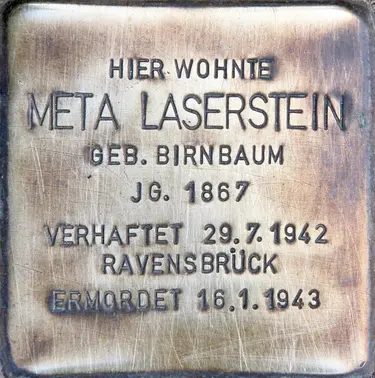 HIER WOHNTE
META LASERSTEIN
GEB. BIRNBAUM
JG. 1867
VERHAFTET 29.7.1942
RAVENSBRÜCK
ERMORDET 16.1.1943